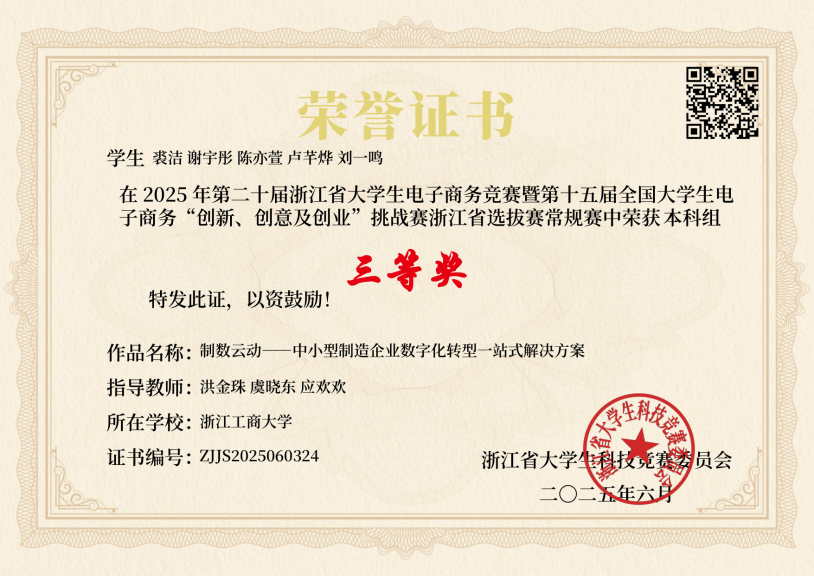 荣誉证书
学生 裘洁 谢宇彤 陈亦萱 卢芊烨 刘一鸣
在 2025 年第二十届浙江省大学生电子商务竞赛暨第十五届全国大学生电
子商务“创新、创意及创业”挑战赛浙江省选拔赛常规赛中荣获 本科组
三等奖
特发此证，以资鼓励！
作品名称：制数云动——中小型制造企业数字化转型一站式解决方案
指导教师：洪金珠 虞晓东 应欢欢
所在学校：浙江工商大学
证书编号：ZJJS2025060324
浙江省大学生科技竞赛委员会
浙江省大学生科技竞赛委员会
二〇二五年六月